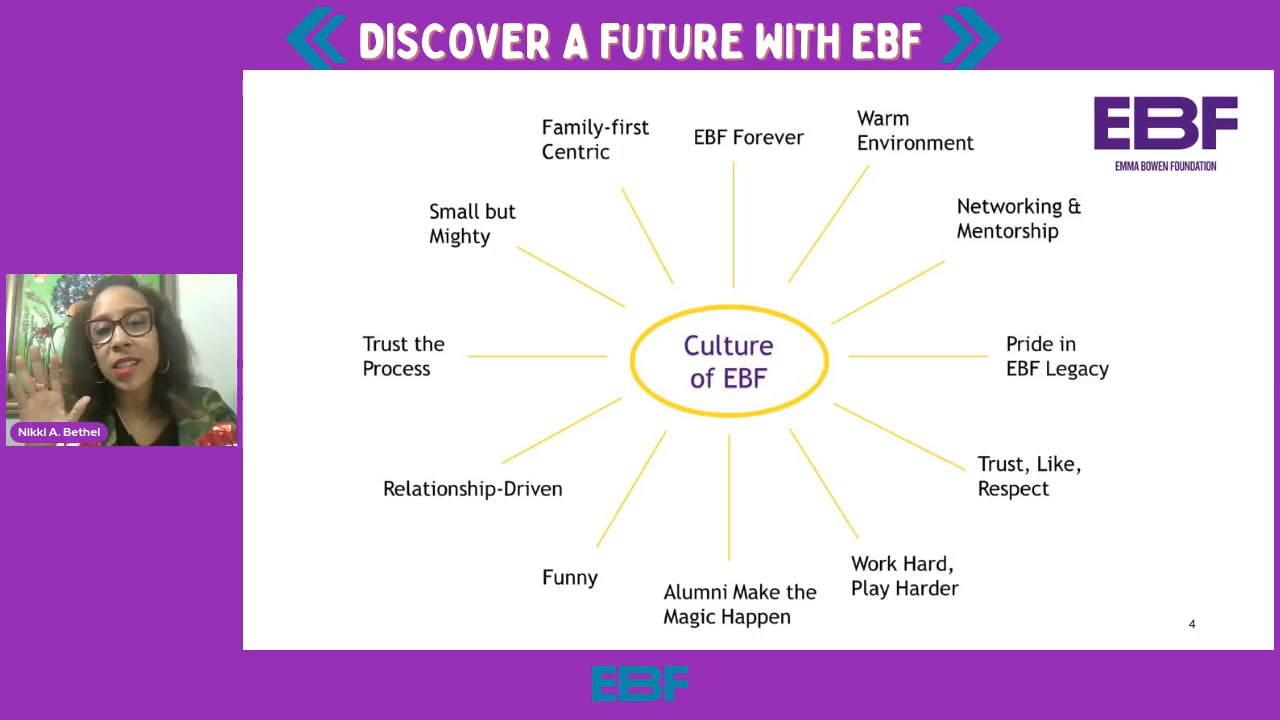 DISCOVER A FUTURE WITH EBF
EBF
EMMA BOWEN FOUNDATION
Family-first
Centric
EBF Forever
Warm
Environment
Small but
Mighty
Networking &
Mentorship
Trust the
Process
Culture
of EBF
Pride in
EBF Legacy
Nikki A. Bethel
Relationship-Driven
Trust, Like,
Respect
Funny
Alumni Make the
Magic Happen
Work Hard,
Play Harder
4
EBF